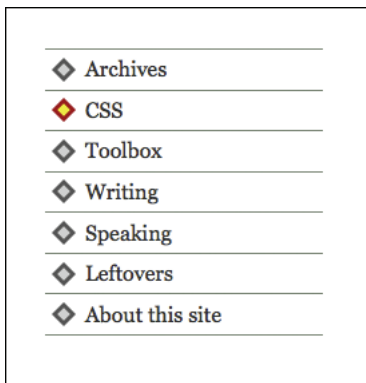 Archives
CSS
Toolbox
Writing
Speaking
Leftovers
About this site